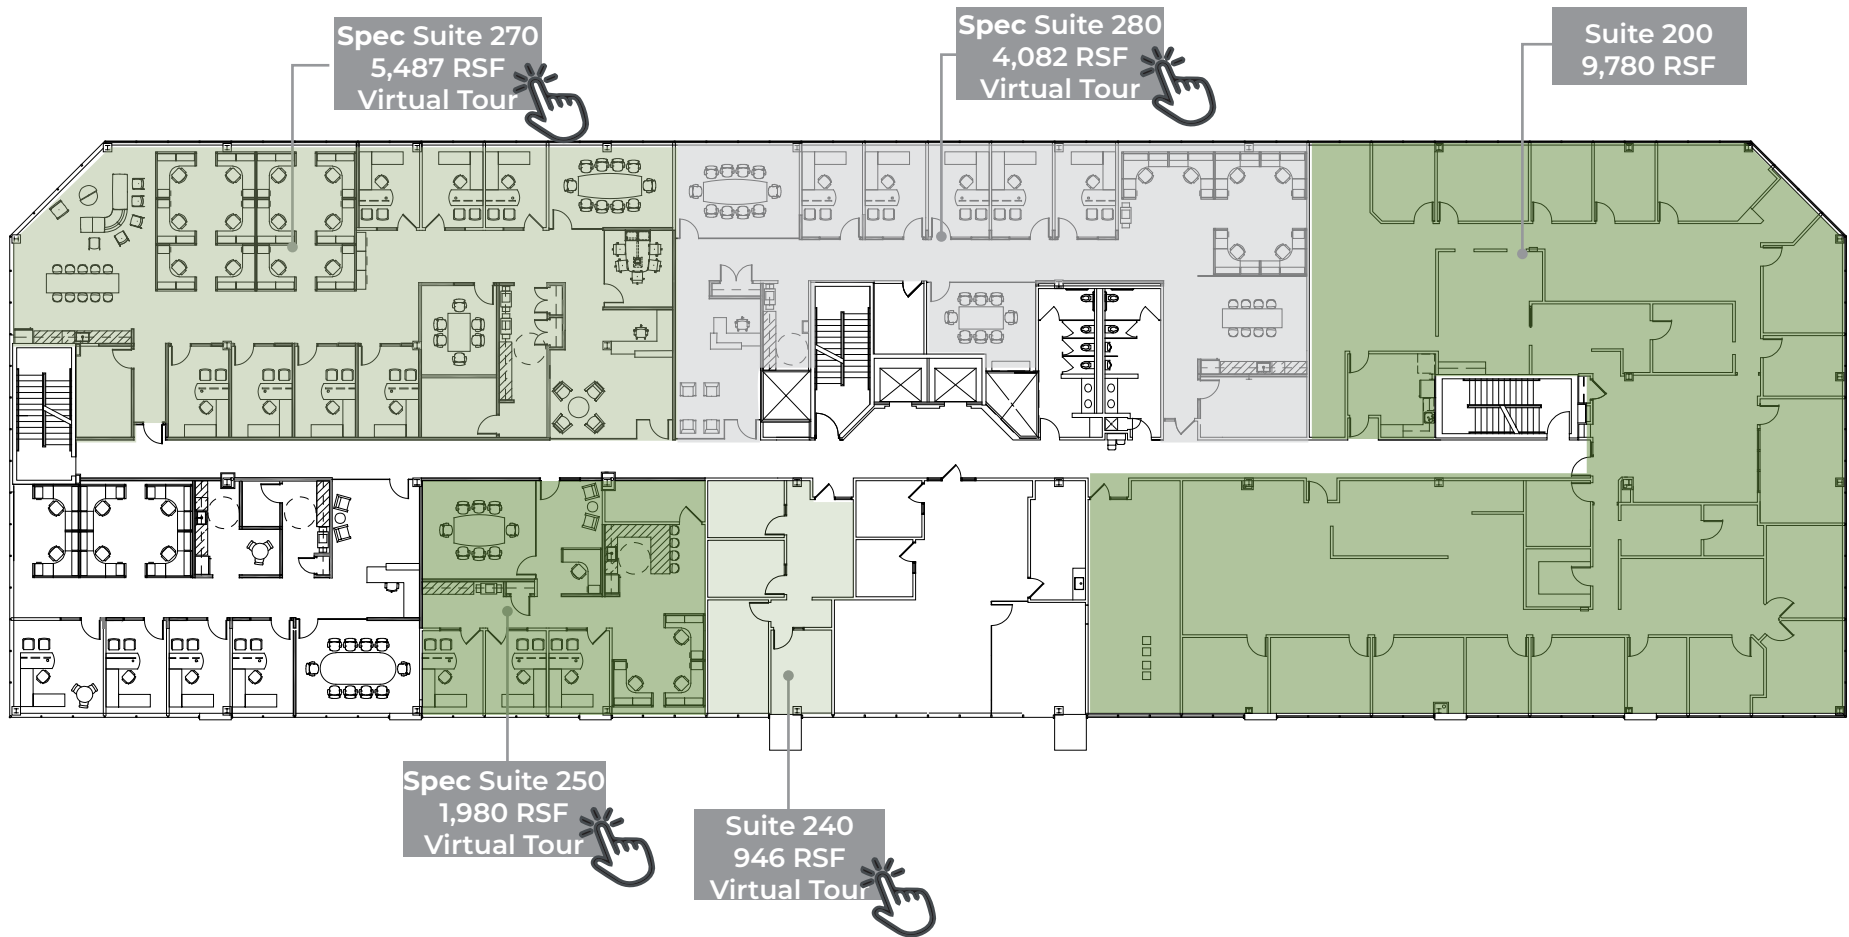 Spec Suite 270
5,487 RSF
Virtual Tour
Spec Suite 280
4,082 RSF
Virtual Tour
Suite 200
9,780 RSF
Spec Suite 250
1,980 RSF
Virtual Tour
Suite 240
946 RSF
Virtual Tour